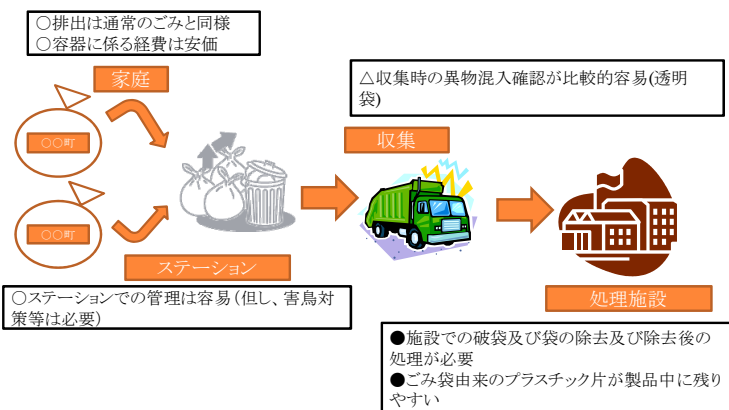 ○排出は通常のごみと同様
○容器に係る経費は安価
家庭
△収集時の異物混入確認が比較的容易(透明
袋)
○○町
収集
○○町
ステーション
○ステーションでの管理は容易(但し、害鳥対
策等は必要)
処理施設
●施設での破袋及び袋の除去及び除去後の
処理が必要
●ごみ袋由来のプラスチック片が製品中に残り
やすい